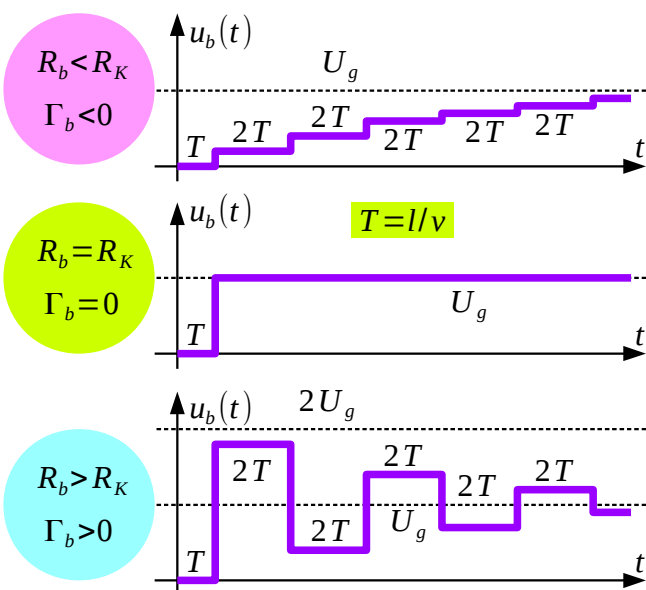 u_b(t)
R_b<R_K
Γ_b<0
U_g
T
2T
2T
2T
2T
2T
t
u_b(t)
R_b=R_K
Γ_b=0
T=l/v
U_g
T
t
u_b(t)
2U_g
R_b>R_K
Γ_b>0
2T
2T
2T
2T
2T
U_g
T
t